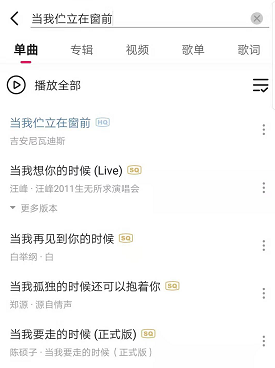 当我伫立在窗前
单曲 专辑 视频 歌单 歌词
播放全部
当我伫立在窗前 HQ
吉安尼瓦迪斯
当我想你的时候 (Live) SQ
汪峰 · 汪峰2011生无所求演唱会
更多版本
当我再见到你的时候 SQ
白举纲 · 白
当我孤独的时候还可以抱着你 SQ
郑源 · 源自情声
当我要走的时候 (正式版) SQ
陈硕子 · 当我要走的时候（正式版）